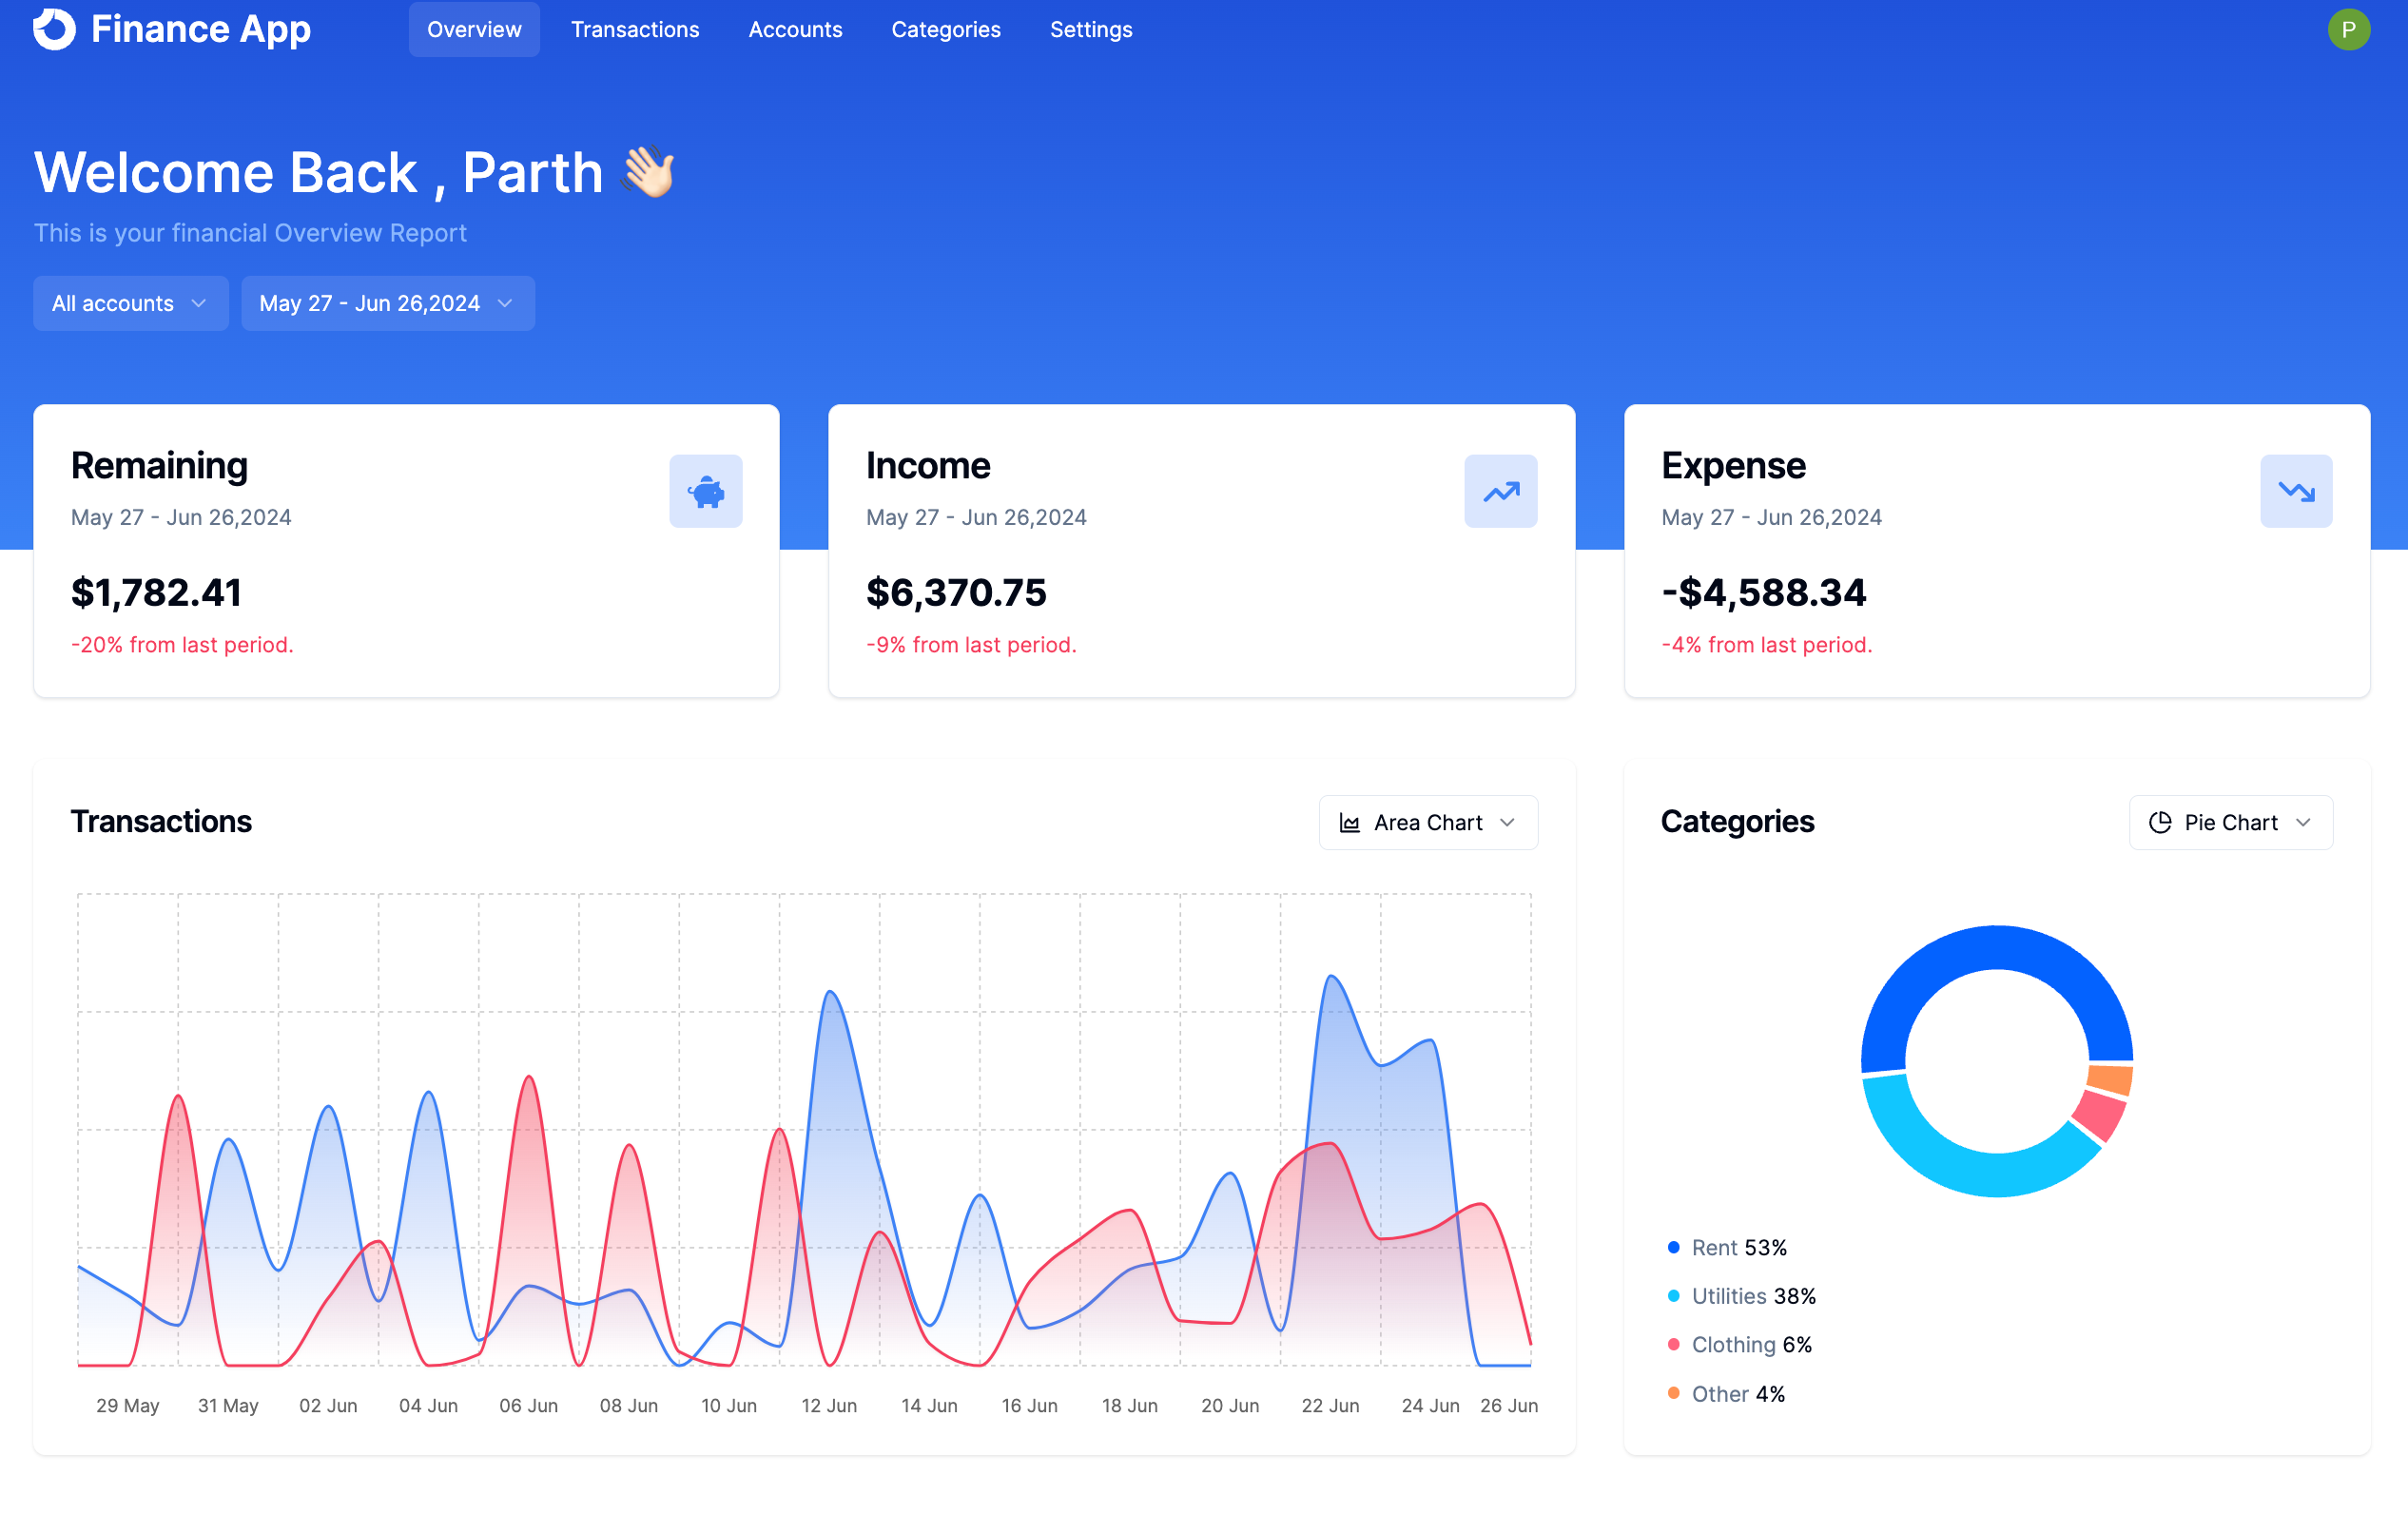 Finance App
Overview Transactions Accounts Categories Settings
P
Welcome Back , Parth 👋🏻
This is your financial Overview Report
All accounts May 27 - Jun 26,2024
Remaining
May 27 - Jun 26,2024
$1,782.41
-20% from last period.
Income
May 27 - Jun 26,2024
$6,370.75
-9% from last period.
Expense
May 27 - Jun 26,2024
-$4,588.34
-4% from last period.
Transactions
Area Chart
29 May 31 May 02 Jun 04 Jun 06 Jun 08 Jun 10 Jun 12 Jun 14 Jun 16 Jun 18 Jun 20 Jun 22 Jun 24 Jun 26 Jun
Categories
Pie Chart
Rent 53%
Utilities 38%
Clothing 6%
Other 4%